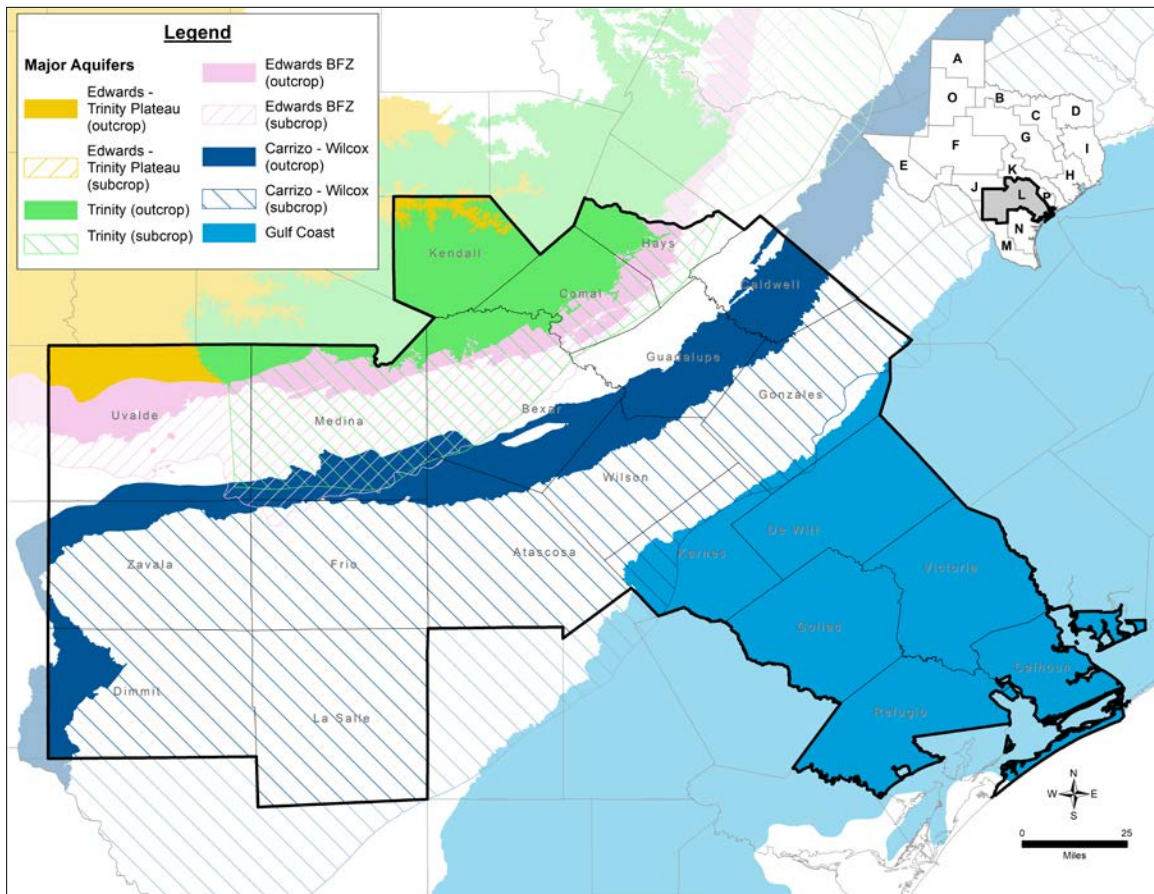 Legend
Major Aquifers
Edwards -
Trinity Plateau
(outcrop)
Edwards -
Trinity Plateau
(subcrop)
Trinity (outcrop)
Trinity (subcrop)
Edwards BFZ
(outcrop)
Edwards BFZ
(subcrop)
Carrizo - Wilcox
(outcrop)
Carrizo - Wilcox
(subcrop)
Gulf Coast
A
O
B
C
D
F
G
E
I
K
H
J
L
P
N
M
Kendall
Hays
Comal
Caldwell
Guadalupe
Uvalde
Medina
Bexar
Gonzales
Wilson
Zavala
Frio
Atascosa
Karnes
De Witt
Victoria
Goliad
Calhoun
Dimmit
La Salle
Refugio
N
W
E
S
0
25
Miles